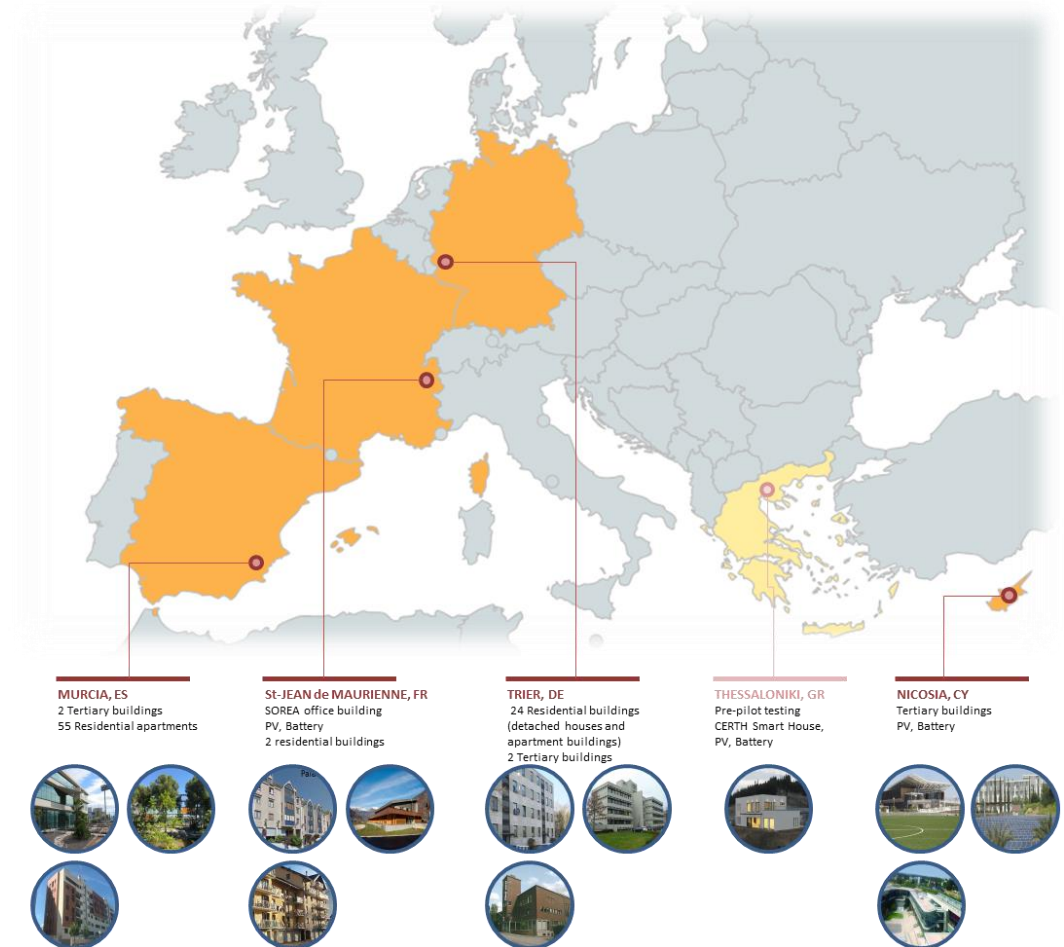 MURCIA, ES
2 Tertiary buildings
55 Residential apartments
St-JEAN de MAURIENNE, FR
SOREA office building
PV, Battery
2 residential buildings
TRIER, DE
24 Residential buildings
(detached houses and
apartment buildings)
2 Tertiary buildings
THESSALONIKI, GR
Pre-pilot testing
CERTH Smart House,
PV, Battery
NICOSIA, CY
Tertiary buildings
PV, Battery